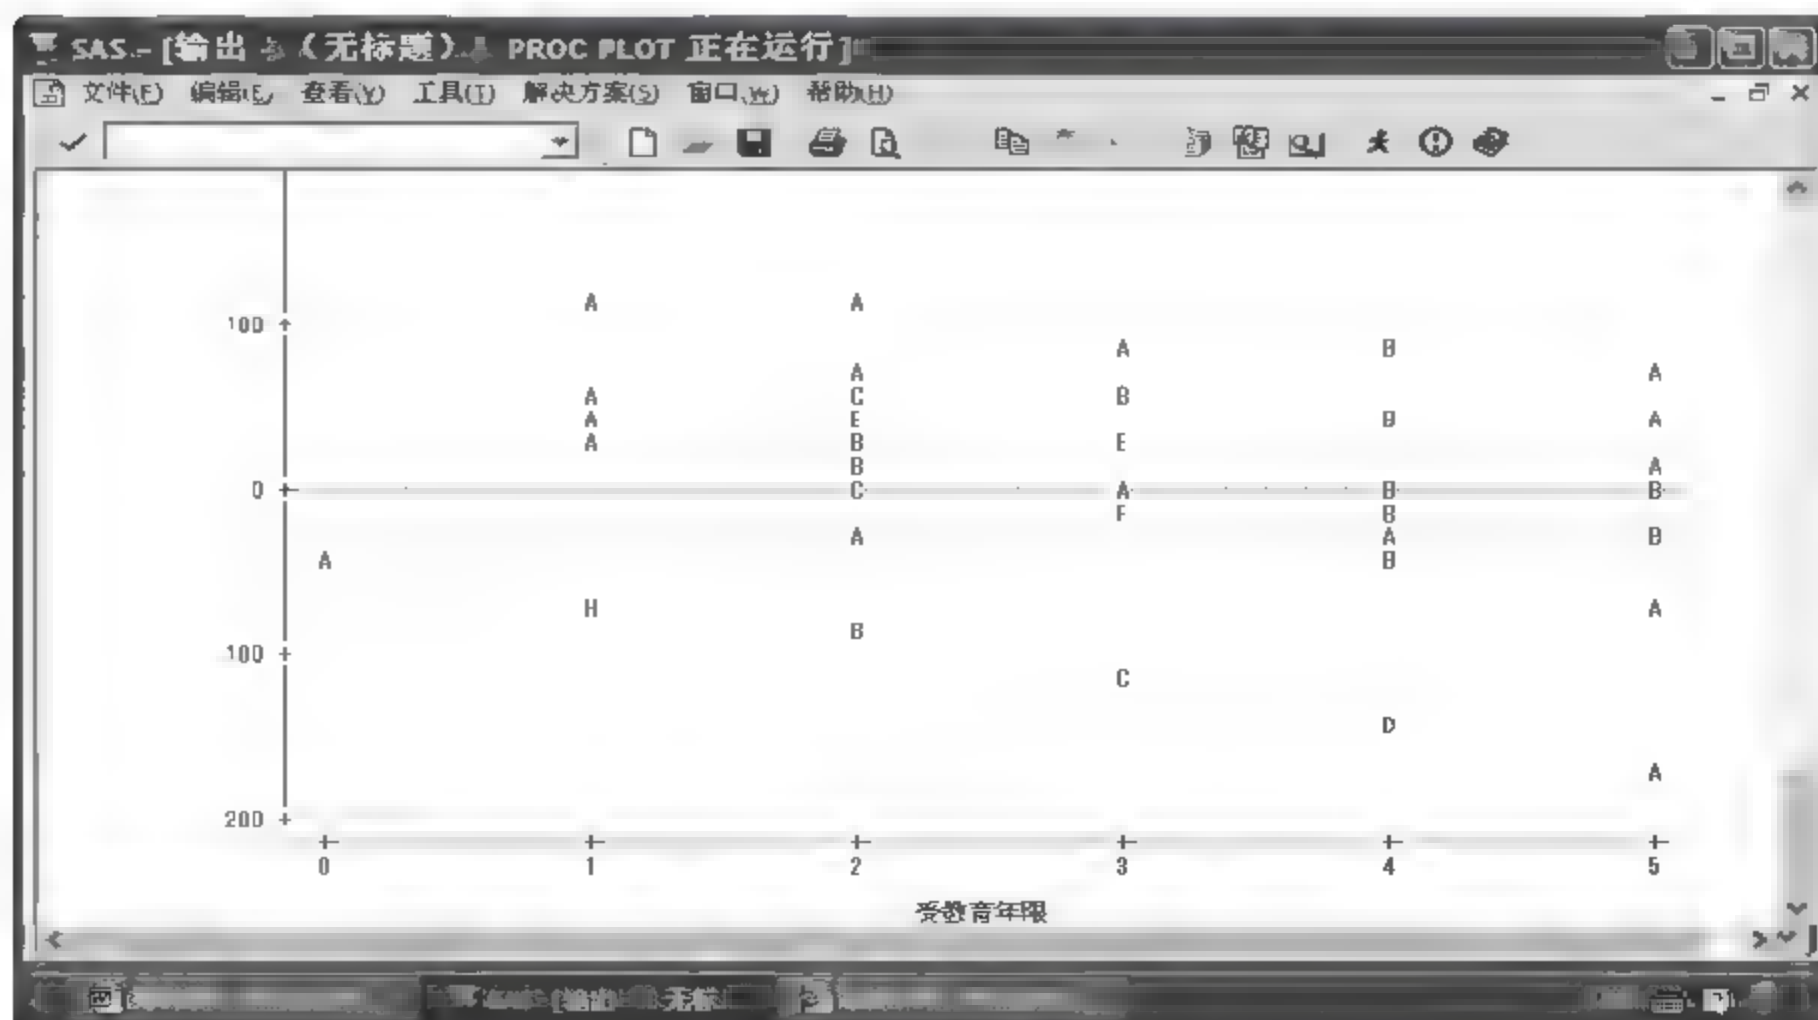 SAS - [输出 - (无标题) PROC PLOT 正在运行]
文件(F) 编辑(E) 查看(V) 工具(T) 解决方案(S) 窗口(W) 帮助(H)
A A
100
A B
A A
A C B
A E B A
A B E
B A
0 C A B B
F B
A A B
A B
H A
B
100
C
D
A
200
0 1 2 3 4 5
受教育年限